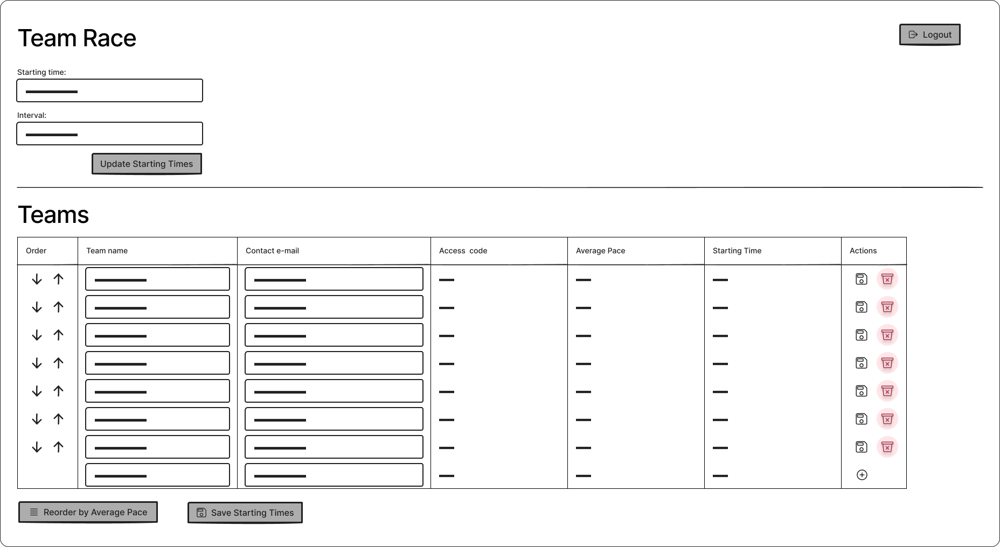 Team Race
Logout
Starting time:
Interval:
Update Starting Times
Teams
Order Team name Contact e-mail Access code Average Pace Starting Time Actions
Reorder by Average Pace Save Starting Times